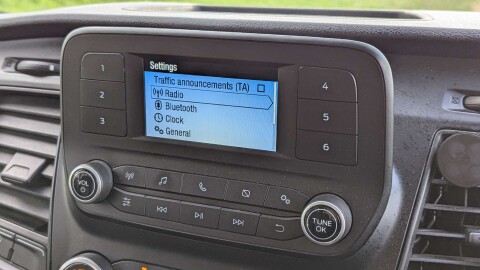 Settings
Traffic announcements (TA)
Radio
Bluetooth
Clock
General
1
2
3
4
5
6
VOL
TUNE
OK